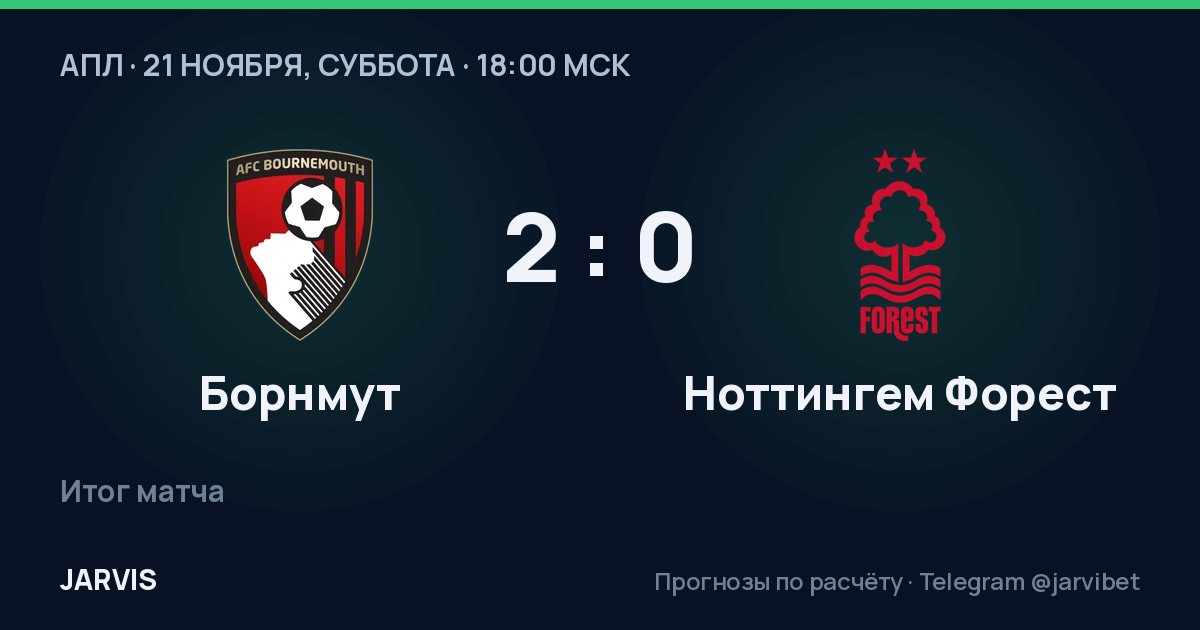 АПЛ · 21 НОЯБРЯ, СУББОТА · 18:00 МСК
AFC BOURNEMOUTH
2 : 0
FOREST
Борнмут
Ноттингем Форест
Итог матча
JARVIS
Прогнозы по расчёту · Telegram @jarvibet